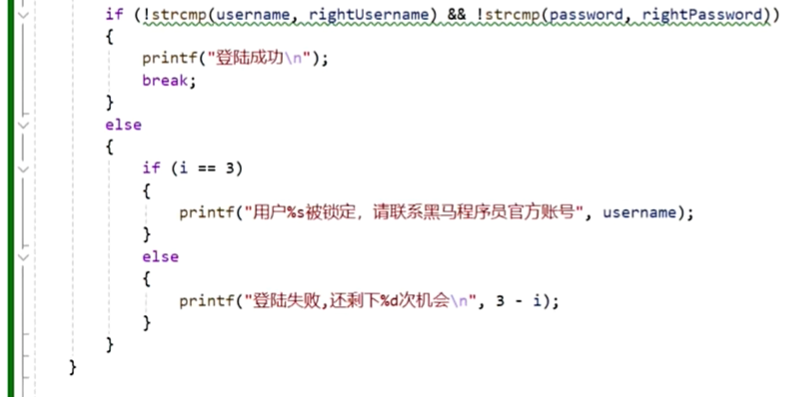 if (!strcmp(username, rightUsername) && !strcmp(password, rightPassword))
{
printf("登陆成功\n");
break;
}
else
{
if (i == 3)
{
printf("用户%s被锁定，请联系黑马程序员官方账号", username);
}
else
{
printf("登陆失败,还剩下%d次机会\n", 3 - i);
}
}
}